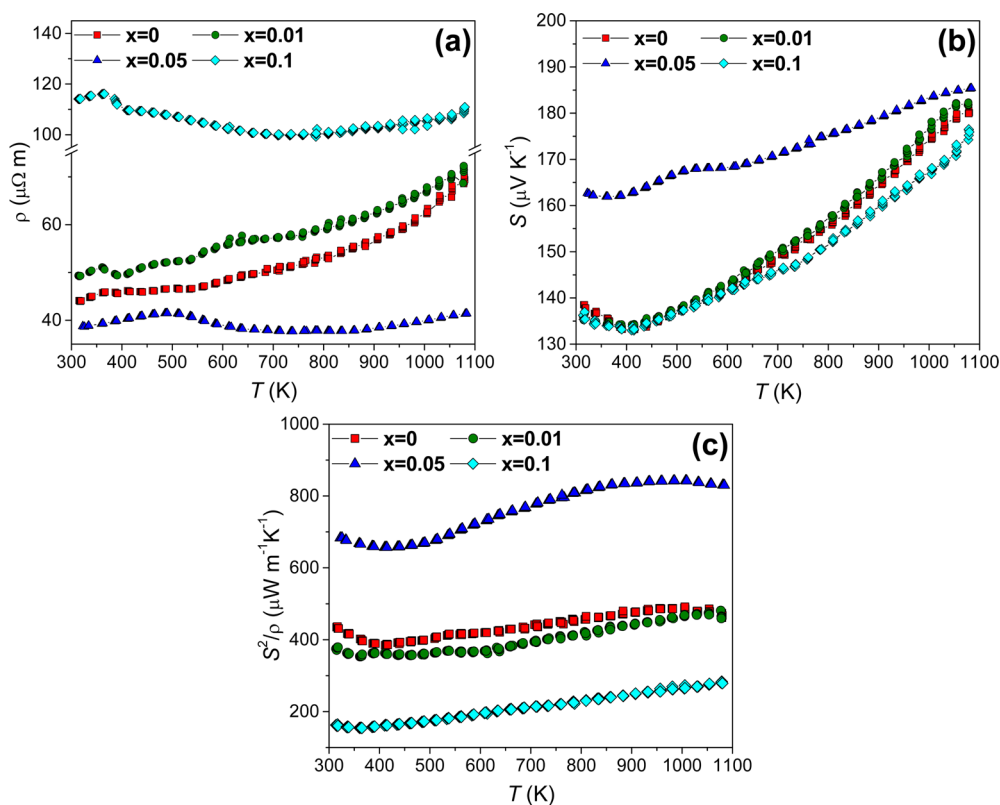 (a)
x=0 x=0.01
x=0.05 x=0.1
140
120
100
60
40
ρ (μΩ m)
300 400 500 600 700 800 900 1000 1100
T (K)
(b)
x=0 x=0.01
x=0.05 x=0.1
200
190
180
170
160
150
140
130
S (μV K⁻¹)
300 400 500 600 700 800 900 1000 1100
T (K)
(c)
x=0 x=0.01
x=0.05 x=0.1
1000
800
600
400
200
S²/ρ (μW m⁻¹K⁻¹)
300 400 500 600 700 800 900 1000 1100
T (K)